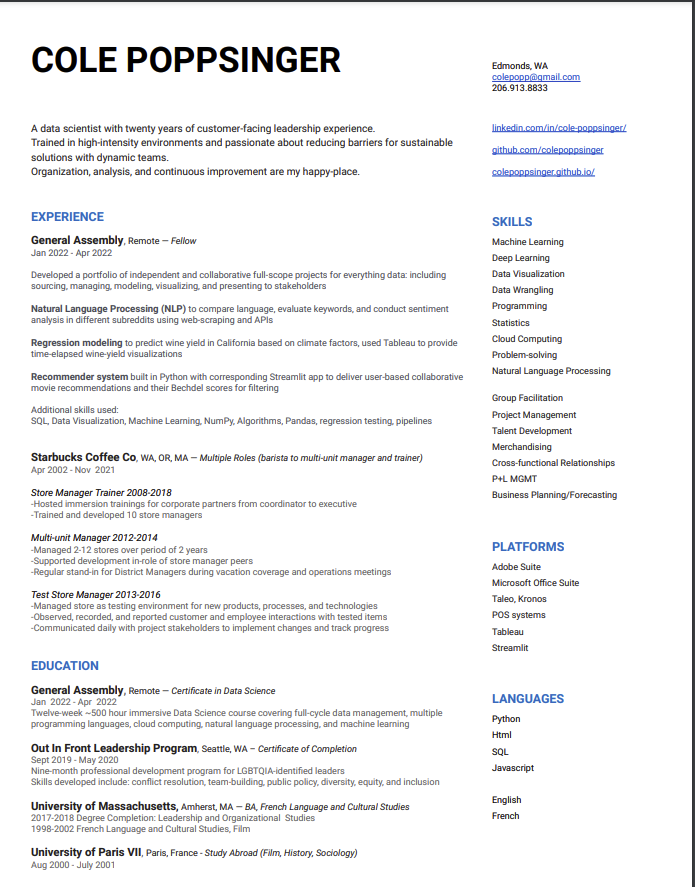 COLE POPPSINGER
Edmonds, WA
colepopp@gmail.com
206.913.8833
A data scientist with twenty years of customer-facing leadership experience.
Trained in high-intensity environments and passionate about reducing barriers for sustainable
solutions with dynamic teams.
Organization, analysis, and continuous improvement are my happy-place.
linkedin.com/in/cole-poppsinger/
github.com/colepoppsinger
colepoppsinger.github.io/
EXPERIENCE
General Assembly, Remote — Fellow
Jan 2022 - Apr 2022
Developed a portfolio of independent and collaborative full-scope projects for everything data: including
sourcing, managing, modeling, visualizing, and presenting to stakeholders
Natural Language Processing (NLP) to compare language, evaluate keywords, and conduct sentiment
analysis in different subreddits using web-scraping and APIs
Regression modeling to predict wine yield in California based on climate factors, used Tableau to provide
time-elapsed wine-yield visualizations
Recommender system built in Python with corresponding Streamlit app to deliver user-based collaborative
movie recommendations and their Bechdel scores for filtering
Additional skills used:
SQL, Data Visualization, Machine Learning, NumPy, Algorithms, Pandas, regression testing, pipelines
Starbucks Coffee Co, WA, OR, MA — Multiple Roles (barista to multi-unit manager and trainer)
Apr 2002 - Nov 2021
Store Manager Trainer 2008-2018
-Hosted immersion trainings for corporate partners from coordinator to executive
-Trained and developed 10 store managers
Multi-unit Manager 2012-2014
-Managed 2-12 stores over period of 2 years
-Supported development in-role of store manager peers
-Regular stand-in for District Managers during vacation coverage and operations meetings
Test Store Manager 2013-2016
-Managed store as testing environment for new products, processes, and technologies
-Observed, recorded, and reported customer and employee interactions with tested items
-Communicated daily with project stakeholders to implement changes and track progress
EDUCATION
General Assembly, Remote — Certificate in Data Science
Jan 2022 - Apr 2022
Twelve-week ~500 hour immersive Data Science course covering full-cycle data management, multiple
programming languages, cloud computing, natural language processing, and machine learning
Out In Front Leadership Program, Seattle, WA – Certificate of Completion
Sept 2019 - May 2020
Nine-month professional development program for LGBTQIA-identified leaders
Skills developed include: conflict resolution, team-building, public policy, diversity, equity, and inclusion
University of Massachusetts, Amherst, MA — BA, French Language and Cultural Studies
2017-2018 Degree Completion: Leadership and Organizational Studies
1998-2002 French Language and Cultural Studies, Film
University of Paris VII, Paris, France - Study Abroad (Film, History, Sociology)
Aug 2000 - July 2001
SKILLS
Machine Learning
Deep Learning
Data Visualization
Data Wrangling
Programming
Statistics
Cloud Computing
Problem-solving
Natural Language Processing
Group Facilitation
Project Management
Talent Development
Merchandising
Cross-functional Relationships
P+L MGMT
Business Planning/Forecasting
PLATFORMS
Adobe Suite
Microsoft Office Suite
Taleo, Kronos
POS systems
Tableau
Streamlit
LANGUAGES
Python
Html
SQL
Javascript
English
French